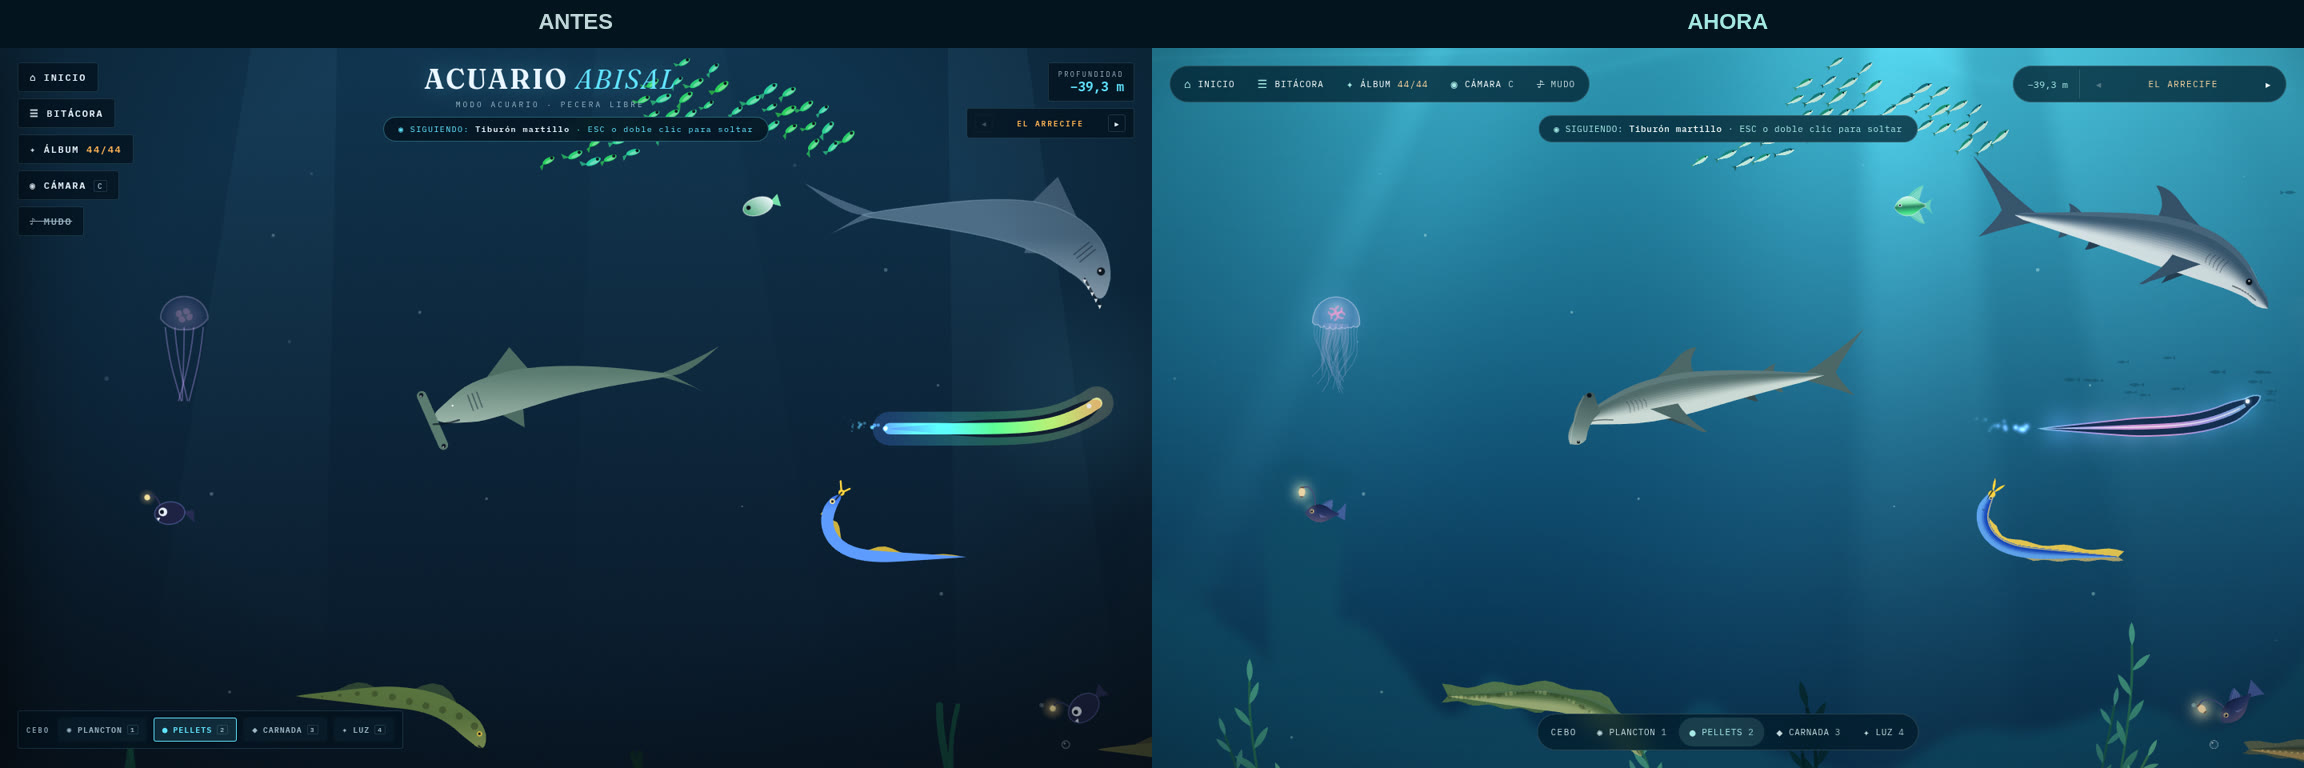 ANTES
⌂ INICIO
☰ BITÁCORA
✦ ÁLBUM 44/44
◉ CÁMARA C
♪ MUDO
ACUARIO ABISAL
MODO ACUARIO · PECERA LIBRE
◉ SIGUIENDO: Tiburón martillo · ESC o doble clic para soltar
PROFUNDIDAD
−39,3 m
◀ EL ARRECIFE ▶
CEBO ✺ PLANCTON 1 ● PELLETS 2 ◆ CARNADA 3 ✦ LUZ 4
AHORA
⌂ INICIO ☰ BITÁCORA ✦ ÁLBUM 44/44 ◉ CÁMARA C ♪ MUDO
−39,3 m ◀ EL ARRECIFE ▶
◉ SIGUIENDO: Tiburón martillo · ESC o doble clic para soltar
CEBO ✺ PLANCTON 1 ● PELLETS 2 ◆ CARNADA 3 ✦ LUZ 4